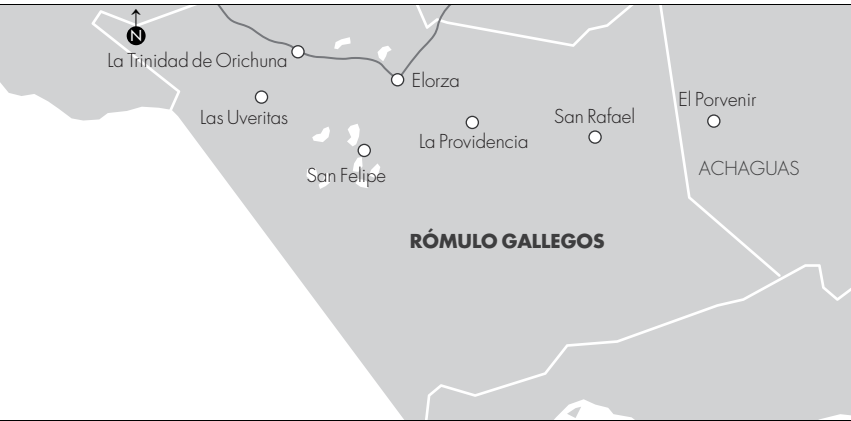 N
La Trinidad de Orichuna
Elorza
Las Uveritas
El Porvenir
San Rafael
La Providencia
San Felipe
ACHAGUAS
RÓMULO GALLEGOS